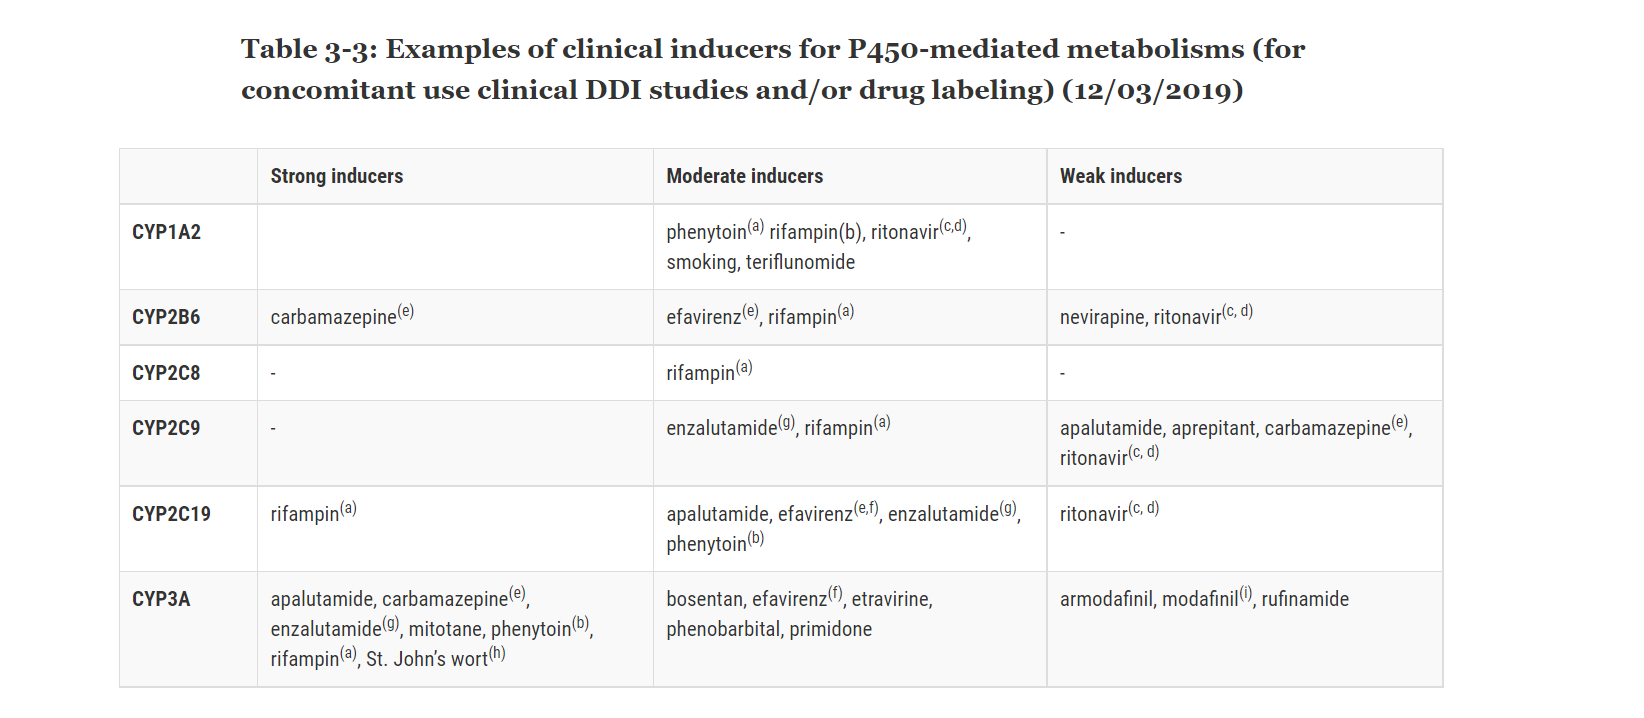 Table 3-3: Examples of clinical inducers for P450-mediated metabolisms (for
concomitant use clinical DDI studies and/or drug labeling) (12/03/2019)
Strong inducers Moderate inducers Weak inducers
CYP1A2 phenytoin(a) rifampin(b), ritonavir(c,d), -
smoking, teriflunomide
CYP2B6 carbamazepine(e) efavirenz(e), rifampin(a) nevirapine, ritonavir(c, d)
CYP2C8 - rifampin(a) -
CYP2C9 - enzalutamide(g), rifampin(a) apalutamide, aprepitant, carbamazepine(e),
ritonavir(c, d)
CYP2C19 rifampin(a) apalutamide, efavirenz(e,f), enzalutamide(g), ritonavir(c, d)
phenytoin(b)
CYP3A apalutamide, carbamazepine(e), bosentan, efavirenz(f), etravirine, armodafinil, modafinil(i), rufinamide
enzalutamide(g), mitotane, phenytoin(b), phenobarbital, primidone
rifampin(a), St. John’s wort(h)